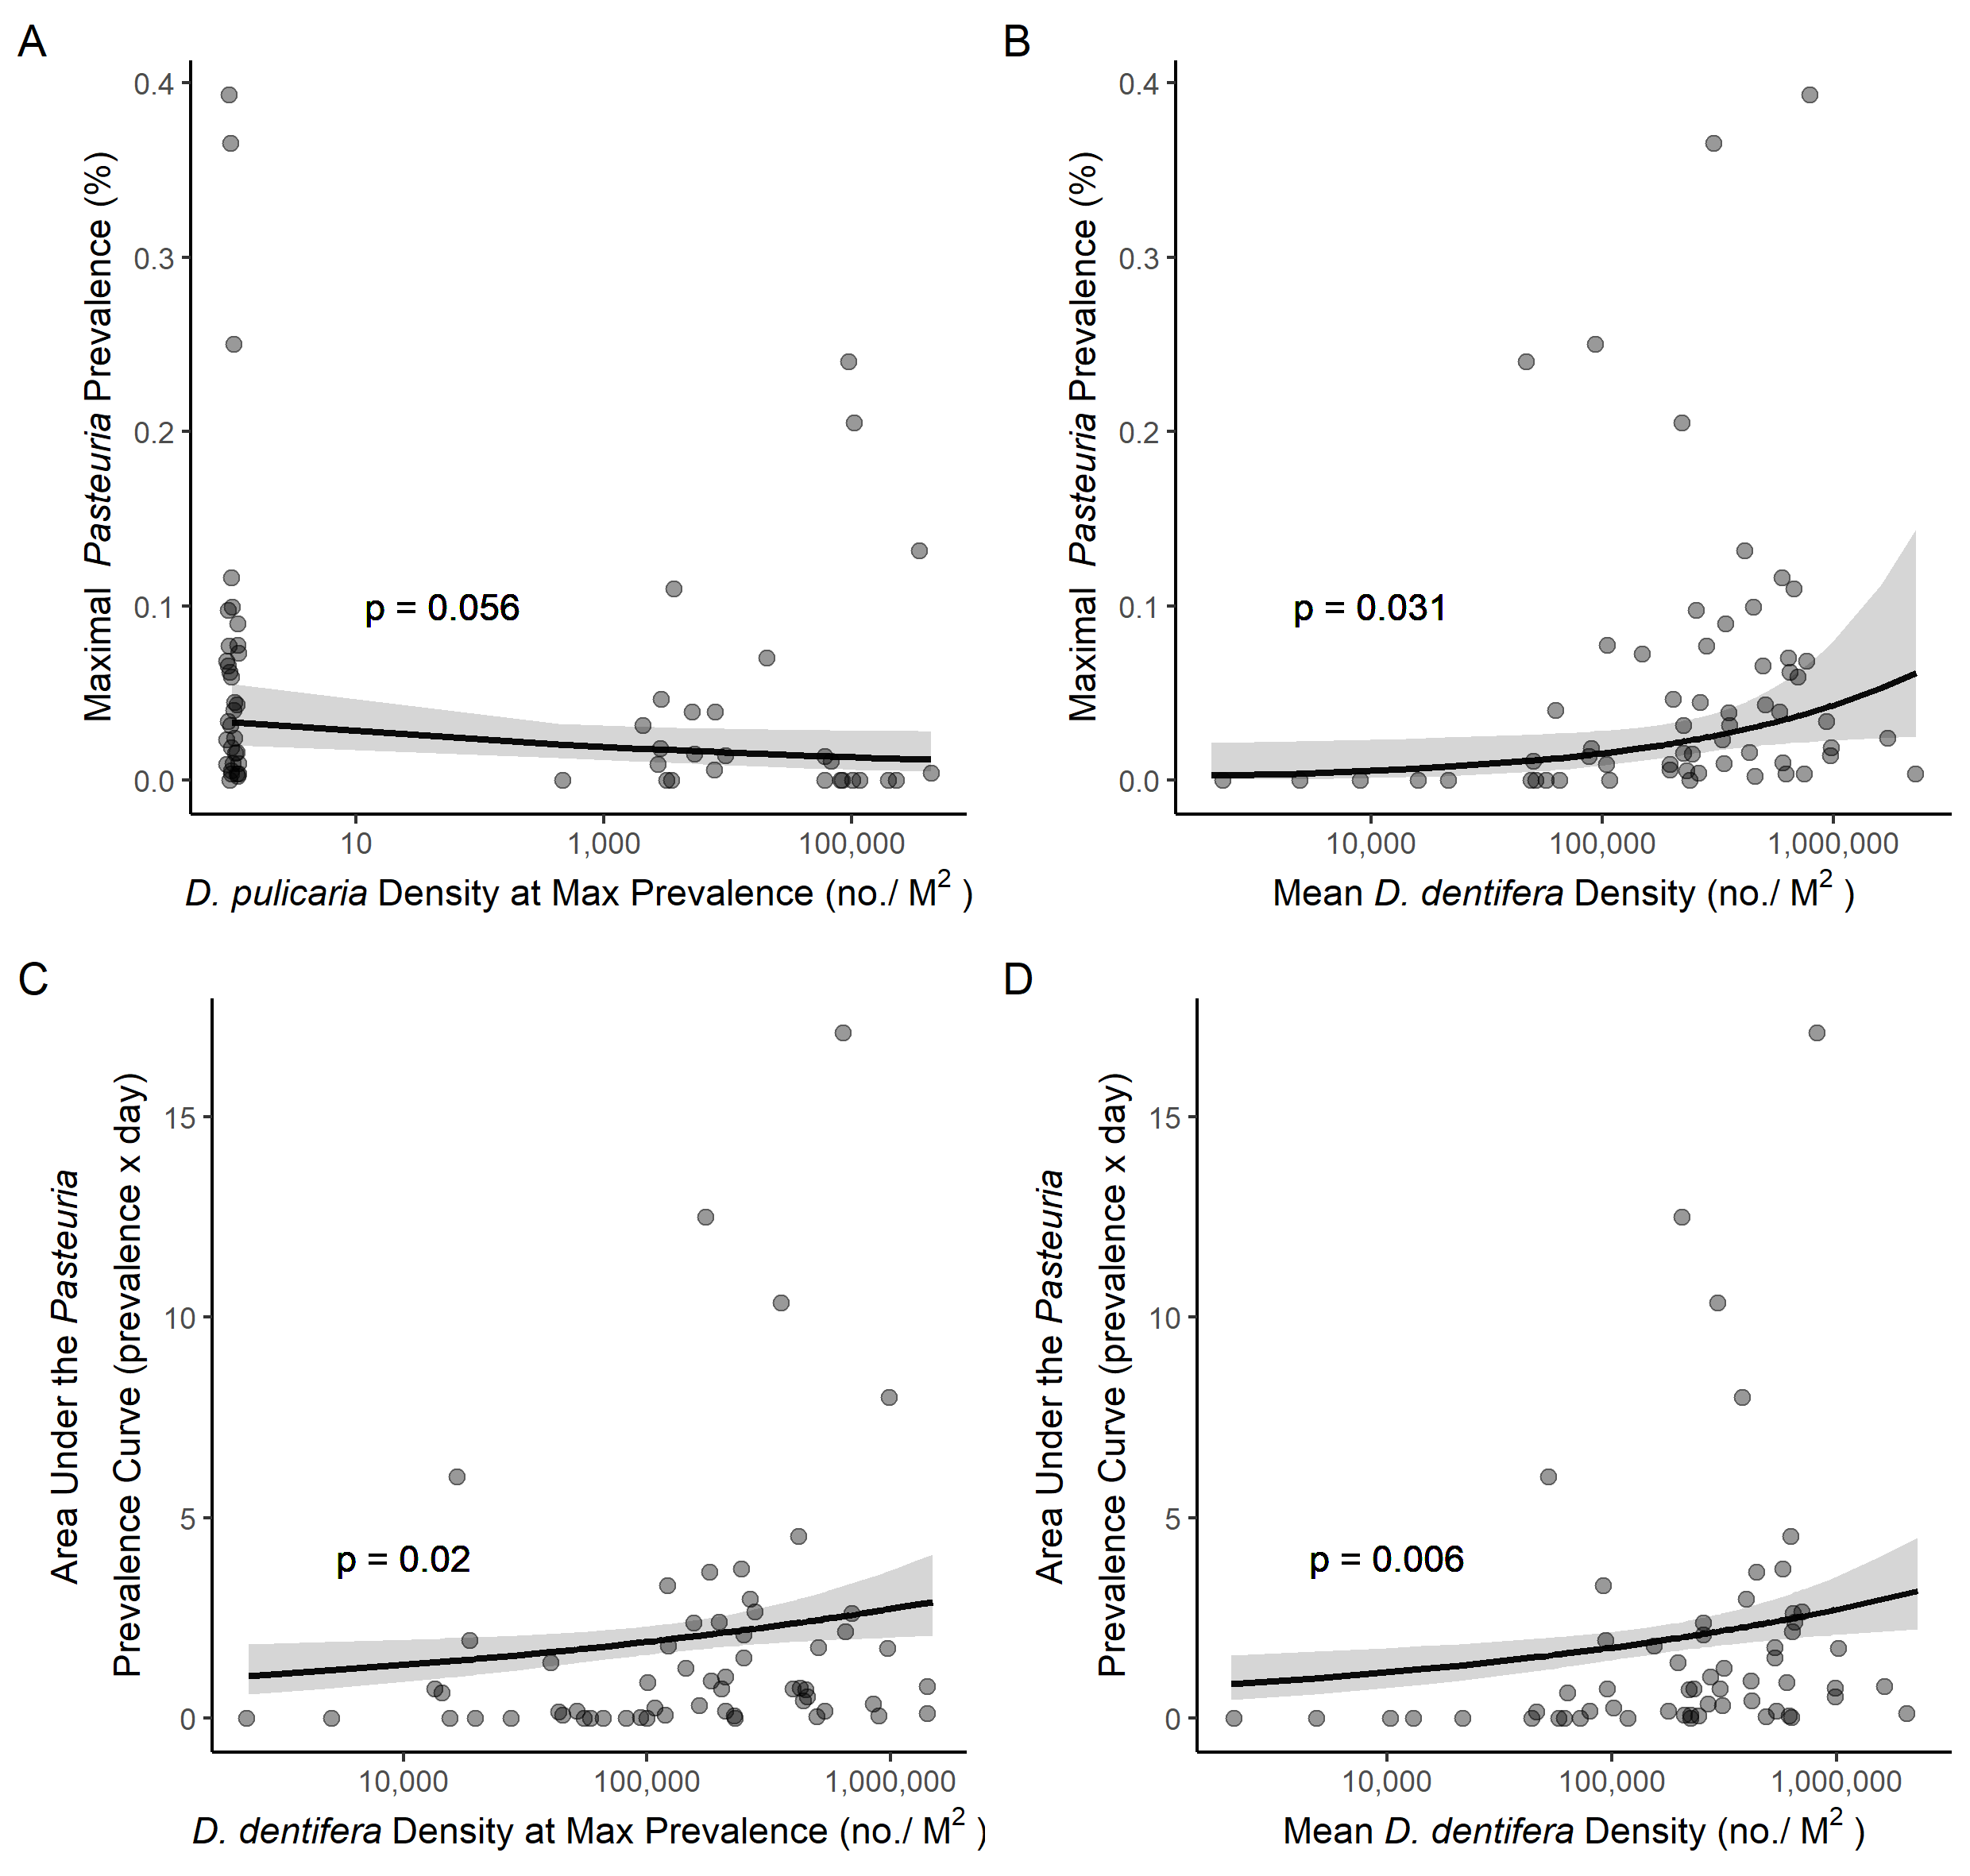 A
Maximal Pasteuria Prevalence (%)
0.4
0.3
0.2
0.1
0.0
p = 0.056
10
1,000
100,000
D. pulicaria Density at Max Prevalence (no./ M2 )
B
Maximal Pasteuria Prevalence (%)
0.4
0.3
0.2
0.1
0.0
p = 0.031
10,000
100,000
1,000,000
Mean D. dentifera Density (no./ M2 )
C
Area Under the Pasteuria
Prevalence Curve (prevalence x day)
15
10
5
0
p = 0.02
10,000
100,000
1,000,000
D. dentifera Density at Max Prevalence (no./ M2 )
D
Area Under the Pasteuria
Prevalence Curve (prevalence x day)
15
10
5
0
p = 0.006
10,000
100,000
1,000,000
Mean D. dentifera Density (no./ M2 )